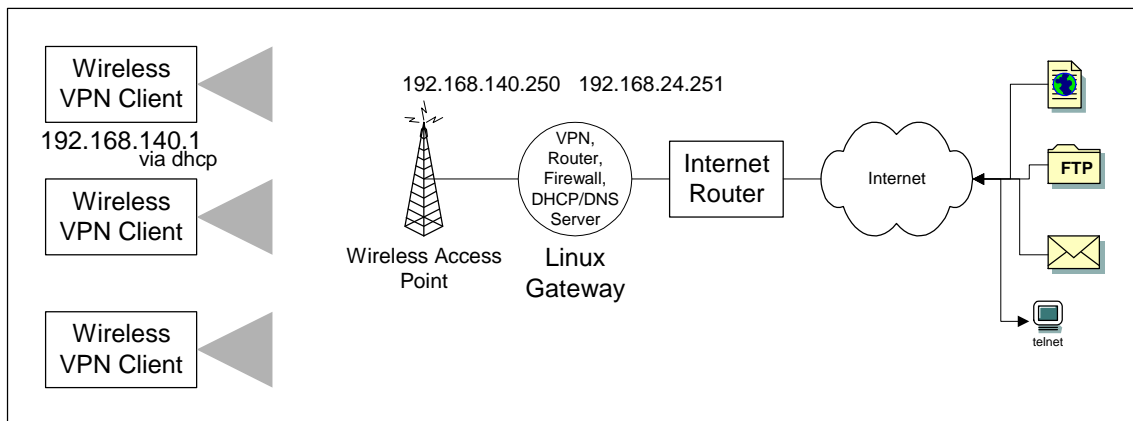 Wireless
VPN Client
192.168.140.1
via dhcp
Wireless
VPN Client
Wireless
VPN Client
192.168.140.250
192.168.24.251
Wireless Access
Point
VPN,
Router,
Firewall,
DHCP/DNS
Server
Linux
Gateway
Internet
Router
Internet
FTP
telnet